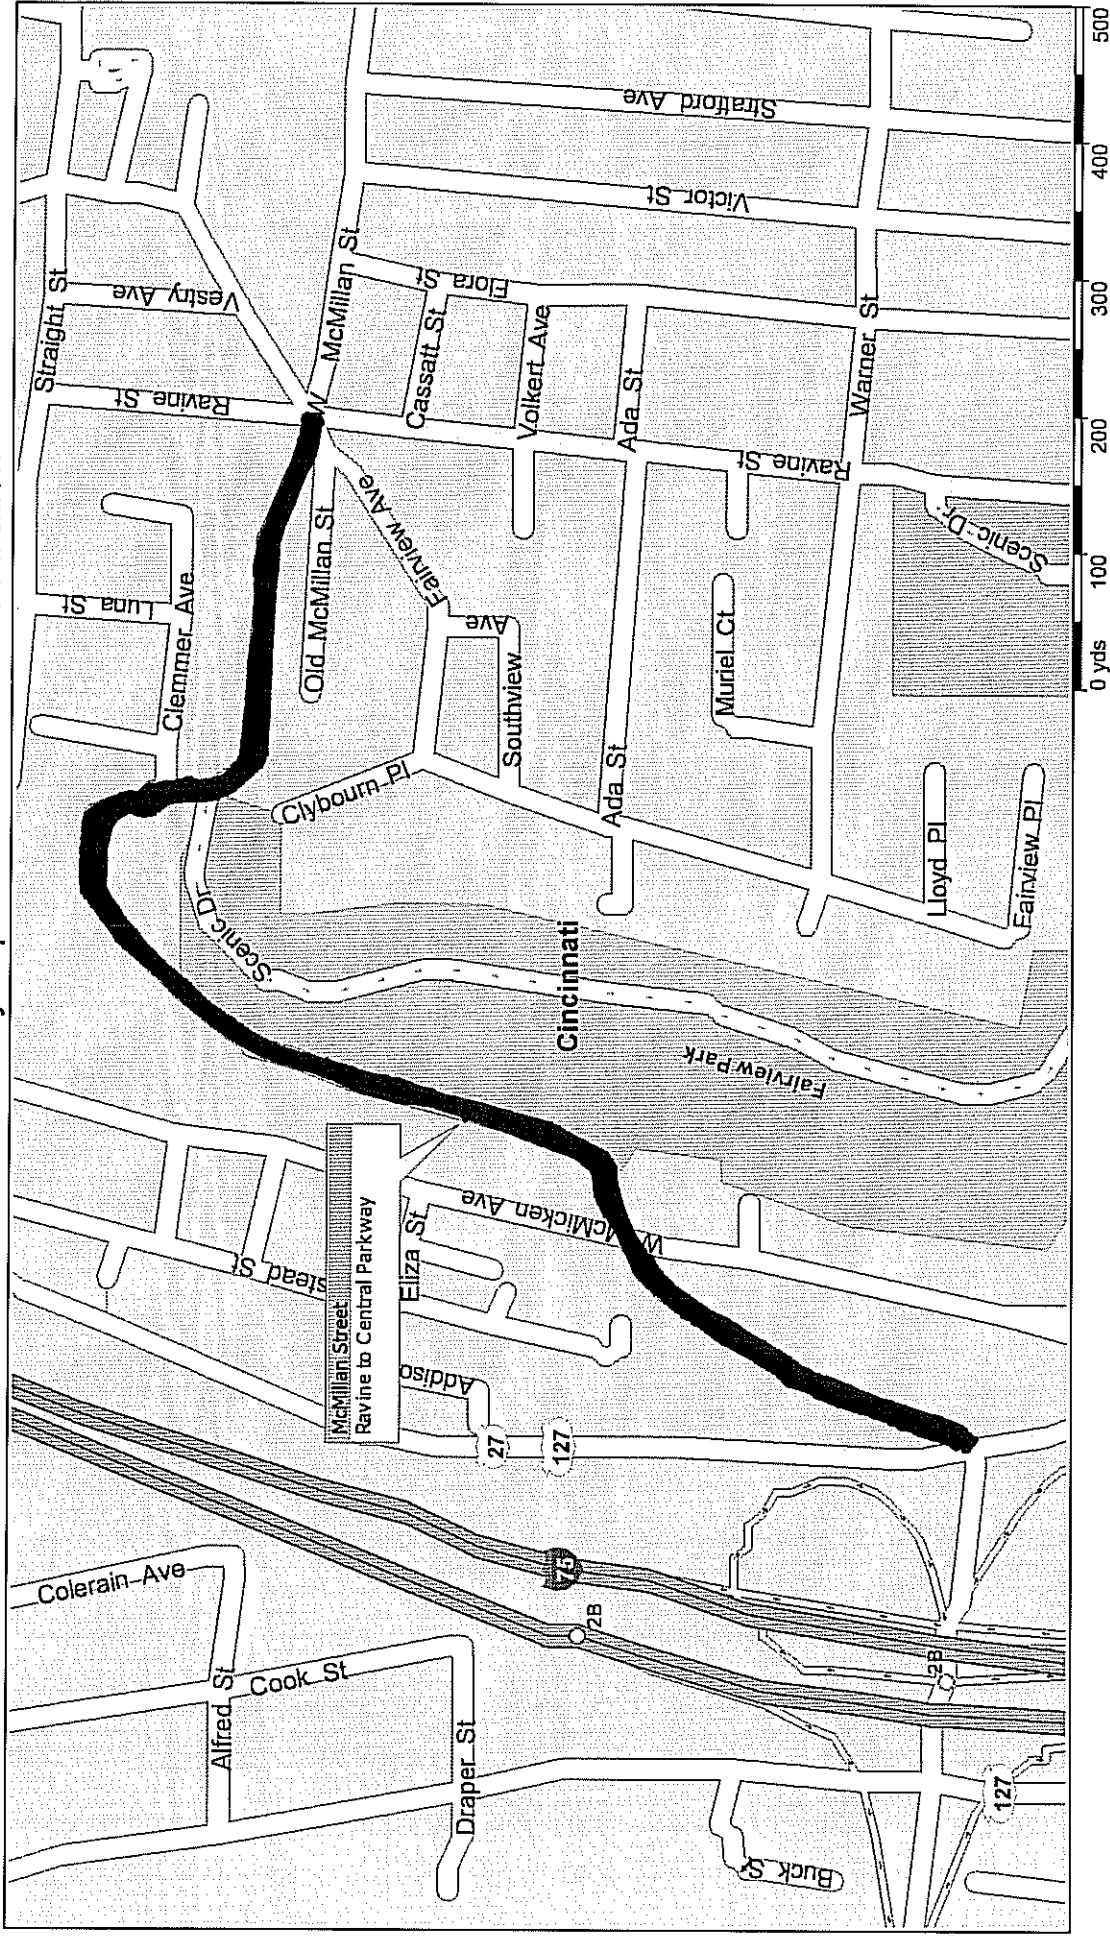 Colerain Ave
Alfred St
Cook St
Draper St
Buck S
127
2B
2B
75
27
127
Addiso
stead St
Eliza St
W McMicken Ave
McMillan Street
Ravine to Central Parkway
Fairview Park
Cincinnati
Scenic Dr
Clybourn Pl
Clemmer Ave
Luna St
Straight St
Ravine St
Vestry Ave
W McMillan St
Old McMillan St
Fairview Ave
Southview Ave
Cassatt St
Flora St
Volkert Ave
Ada St
Ada St
Muriel Ct
Ravine St
Warner St
Scenic Dr
Lloyd Pl
Fairview Pl
Victor St
Stratford Ave
0 yds 100 200 300 400 500